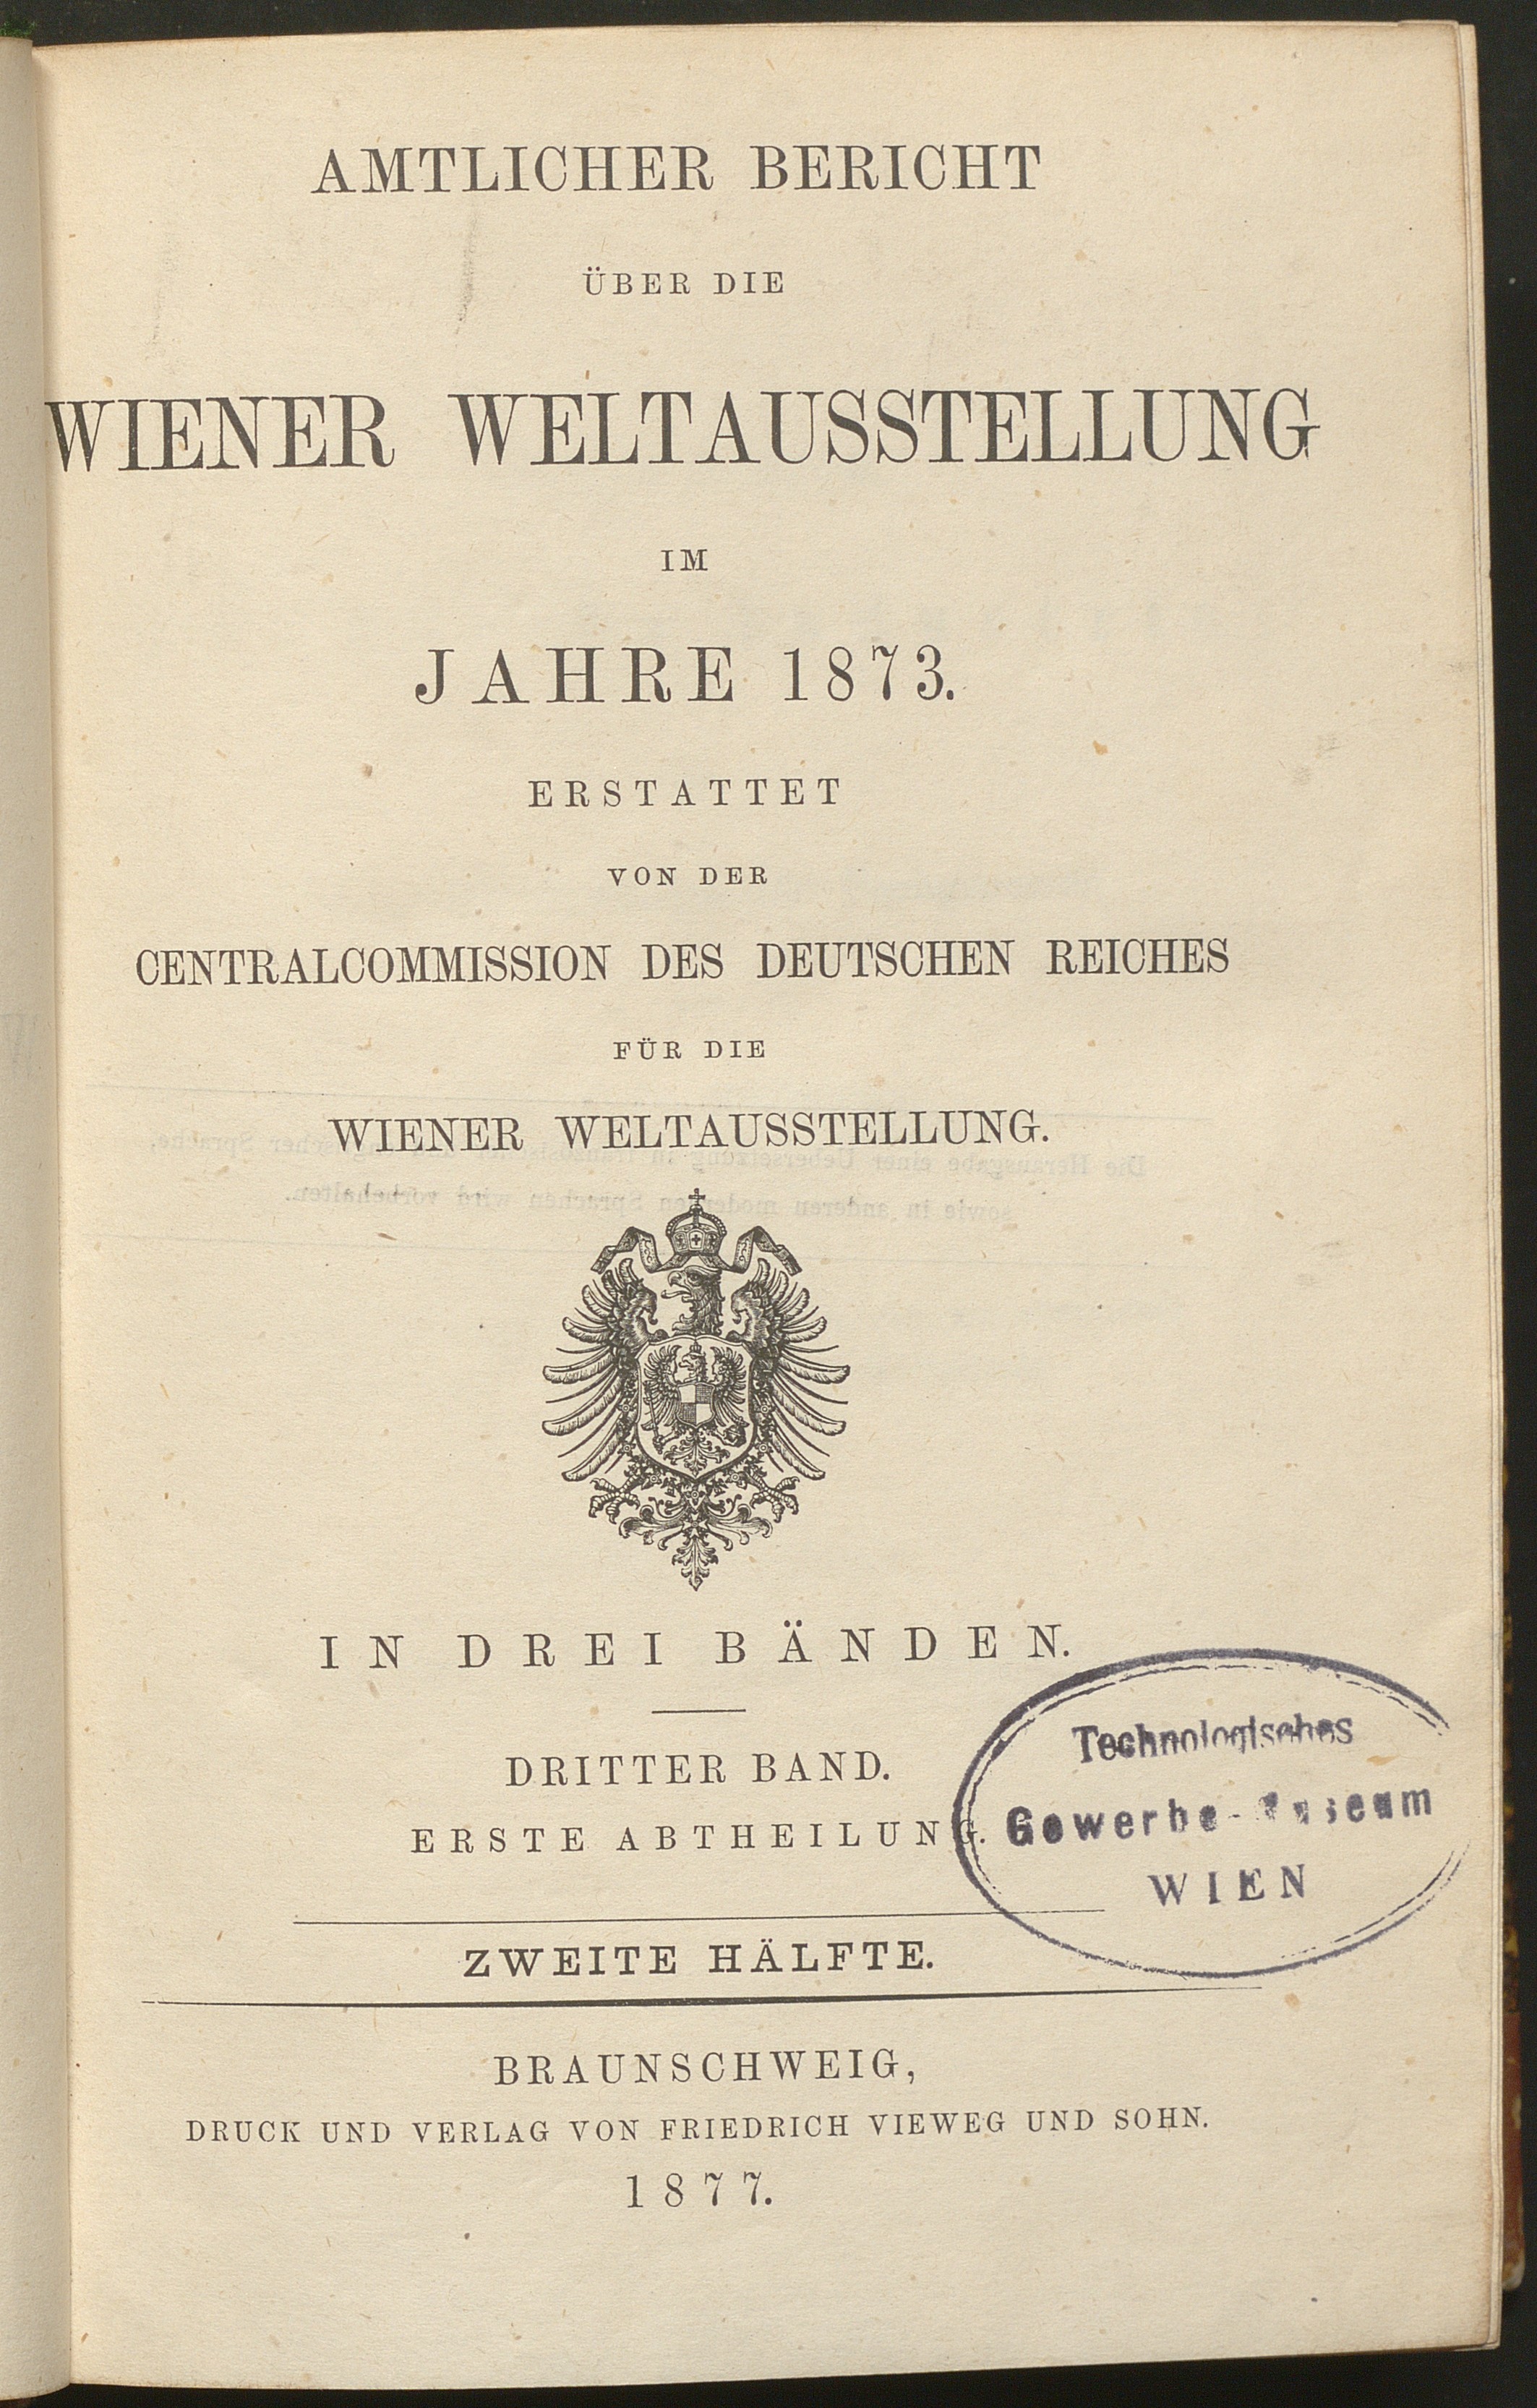 AMTLICHER BERICHT
ÜBER DIE
WIENER WELTAUSSTELLUNG
IM
JAHRE 1873.
ERSTATTET
VON DER
CENTRALCOMMISSION DES DEUTSCHEN REICHES
FÜR DIE
WIENER WELTAUSSTELLUNG.
IN DREI BÄNDEN.
DRITTER BAND.
ERSTE ABTHEILUNG.
Technologisches
Gewerbe-Museum
WIEN
ZWEITE HÄLFTE.
BRAUNSCHWEIG,
DRUCK UND VERLAG VON FRIEDRICH VIEWEG UND SOHN.
1877.